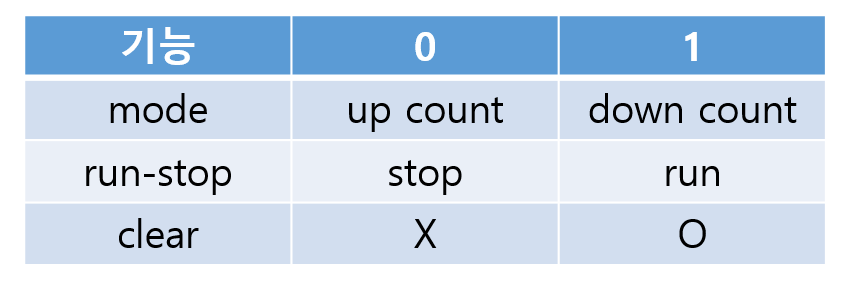 기능 0 1
mode up count down count
run-stop stop run
clear X O